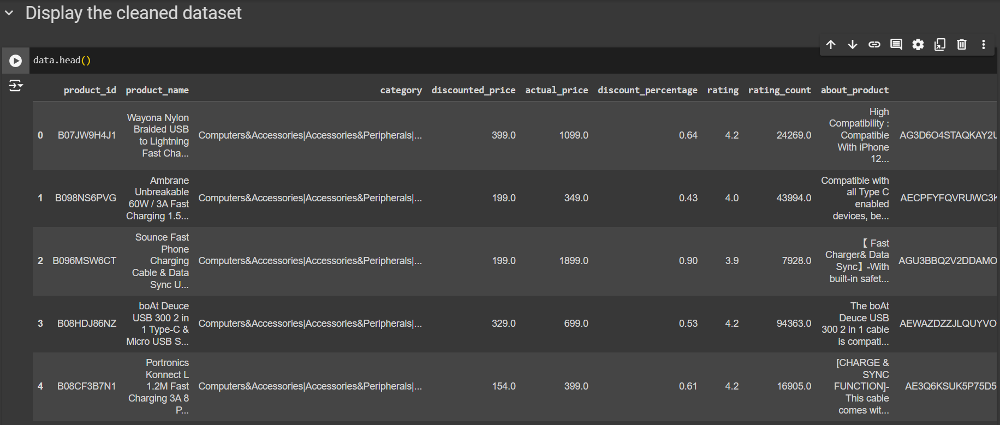 Display the cleaned dataset
data.head()
product_id product_name category discounted_price actual_price discount_percentage rating rating_count about_product
0 B07JW9H4J1 Wayona Nylon
Braided USB
to Lightning
Fast Cha... Computers&Accessories|Accessories&Peripherals|... 399.0 1099.0 0.64 4.2 24269.0 High
Compatibility :
Compatible
With iPhone
12... AG3D6O4STAQKAY2U
1 B098NS6PVG Ambrane
Unbreakable
60W / 3A Fast
Charging 1.5... Computers&Accessories|Accessories&Peripherals|... 199.0 349.0 0.43 4.0 43994.0 Compatible with
all Type C
enabled
devices, be... AECPFYFQVRUWC3K
2 B096MSW6CT Sounce Fast
Phone
Charging
Cable & Data
Sync U... Computers&Accessories|Accessories&Peripherals|... 199.0 1899.0 0.90 3.9 7928.0 【 Fast
Charger& Data
Sync】-With
built-in safet... AGU3BBQ2V2DDAMO
3 B08HDJ86NZ boAt Deuce
USB 300 2 in
1 Type-C &
Micro USB S... Computers&Accessories|Accessories&Peripherals|... 329.0 699.0 0.53 4.2 94363.0 The boAt
Deuce USB
300 2 in 1 cable
is compati... AEWAZDZZJLQUYVO
4 B08CF3B7N1 Portronics
Konnect L
1.2M Fast
Charging 3A 8
P... Computers&Accessories|Accessories&Peripherals|... 154.0 399.0 0.61 4.2 16905.0 [CHARGE &
SYNC
FUNCTION]-
This cable
comes wit... AE3Q6KSUK5P75D5